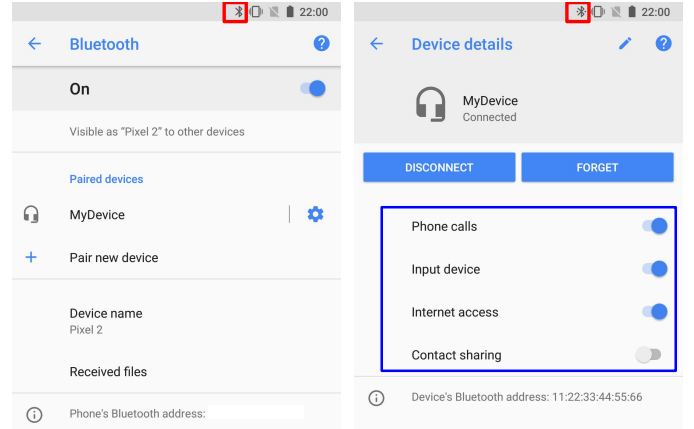 22:00
Bluetooth
On
Visible as “Pixel 2” to other devices
Paired devices
MyDevice
Pair new device
Device name
Pixel 2
Received files
Phone's Bluetooth address:
22:00
Device details
MyDevice
Connected
DISCONNECT
FORGET
Phone calls
Input device
Internet access
Contact sharing
Device's Bluetooth address: 11:22:33:44:55:66